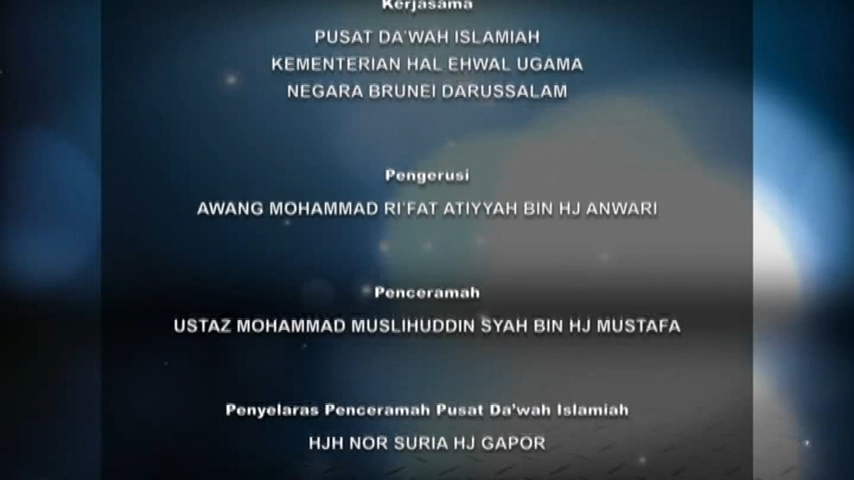 Kerjasama
PUSAT DA'WAH ISLAMIAH
KEMENTERIAN HAL EHWAL UGAMA
NEGARA BRUNEI DARUSSALAM
Pengerusi
AWANG MOHAMMAD RI'FAT ATIYYAH BIN HJ ANWARI
Penceramah
USTAZ MOHAMMAD MUSLIHUDDIN SYAH BIN HJ MUSTAFA
Penyelaras Penceramah Pusat Da'wah Islamiah
HJH NOR SURIA HJ GAPOR